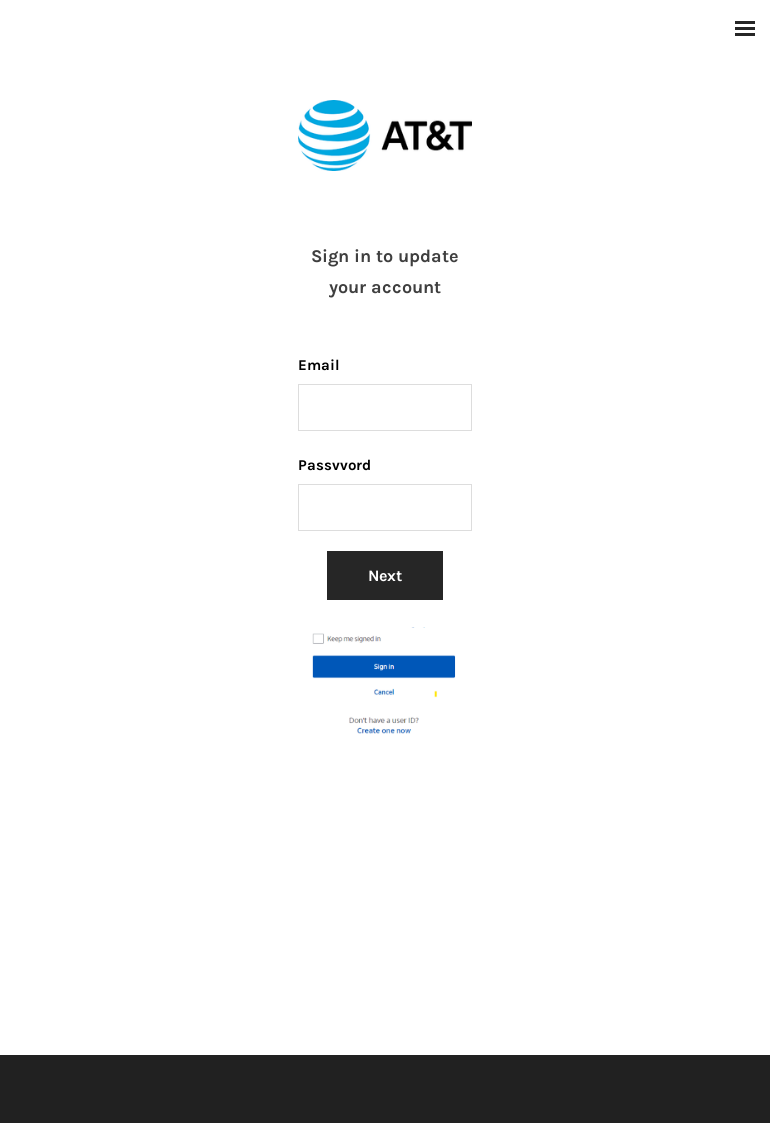 AT&T
Sign in to update
your account
Email
Passvvord
Next
Keep me signed in
Sign in
Cancel
Don't have a user ID?
Create one now